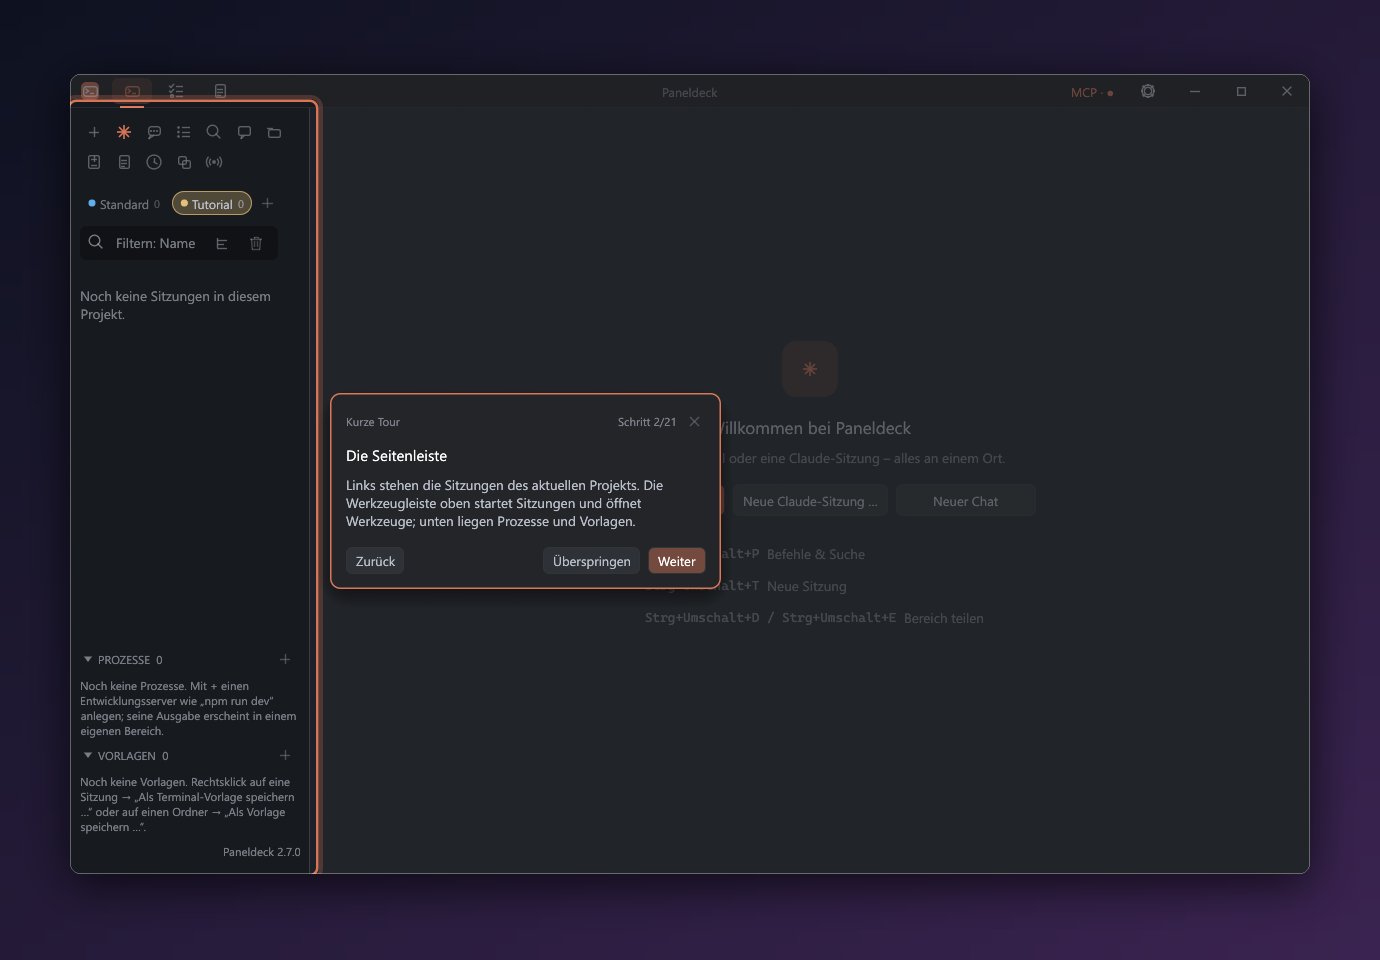 Paneldeck
MCP
Standard 0
Tutorial 0
Filtern: Name
Noch keine Sitzungen in diesem
Projekt.
Kurze Tour
Schritt 2/21
Die Seitenleiste
Links stehen die Sitzungen des aktuellen Projekts. Die
Werkzeugleiste oben startet Sitzungen und öffnet
Werkzeuge; unten liegen Prozesse und Vorlagen.
Zurück
Überspringen
Weiter
Willkommen bei Paneldeck
oder eine Claude-Sitzung – alles an einem Ort.
Neue Claude-Sitzung ...
Neuer Chat
alt+P Befehle & Suche
alt+T Neue Sitzung
Strg+Umschalt+D / Strg+Umschalt+E Bereich teilen
PROZESSE 0
Noch keine Prozesse. Mit + einen
Entwicklungsserver wie „npm run dev“
anlegen; seine Ausgabe erscheint in einem
eigenen Bereich.
VORLAGEN 0
Noch keine Vorlagen. Rechtsklick auf eine
Sitzung → „Als Terminal-Vorlage speichern
...“ oder auf einen Ordner → „Als Vorlage
speichern ...“.
Paneldeck 2.7.0